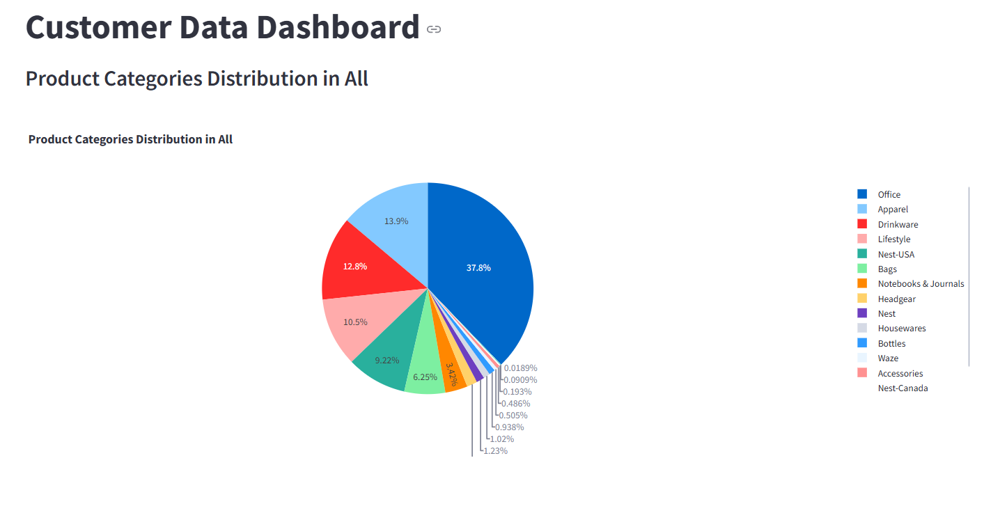 Customer Data Dashboard
Product Categories Distribution in All
Product Categories Distribution in All
13.9%
37.8%
12.8%
10.5%
9.22%
6.25%
3.42%
0.0189%
0.0909%
0.193%
0.486%
0.505%
0.938%
1.02%
1.23%
Office
Apparel
Drinkware
Lifestyle
Nest-USA
Bags
Notebooks & Journals
Headgear
Nest
Housewares
Bottles
Waze
Accessories
Nest-Canada